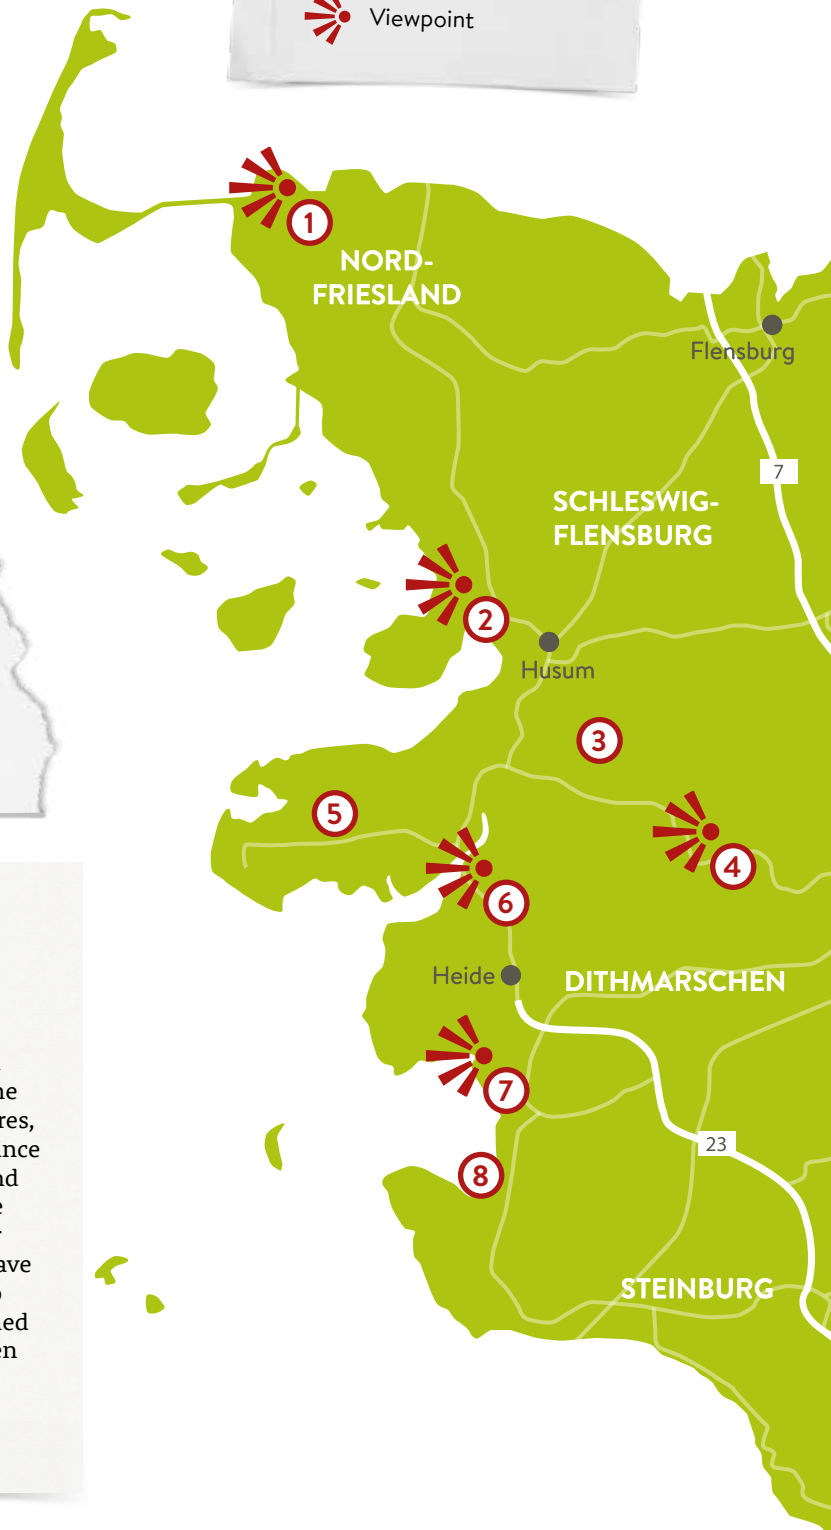 Viewpoint
1
NORD-
FRIESLAND
Flensburg
7
SCHLESWIG-
FLENSBURG
2
Husum
3
5
4
6
Heide
DITHMARSCHEN
7
23
8
STEINBURG
res,